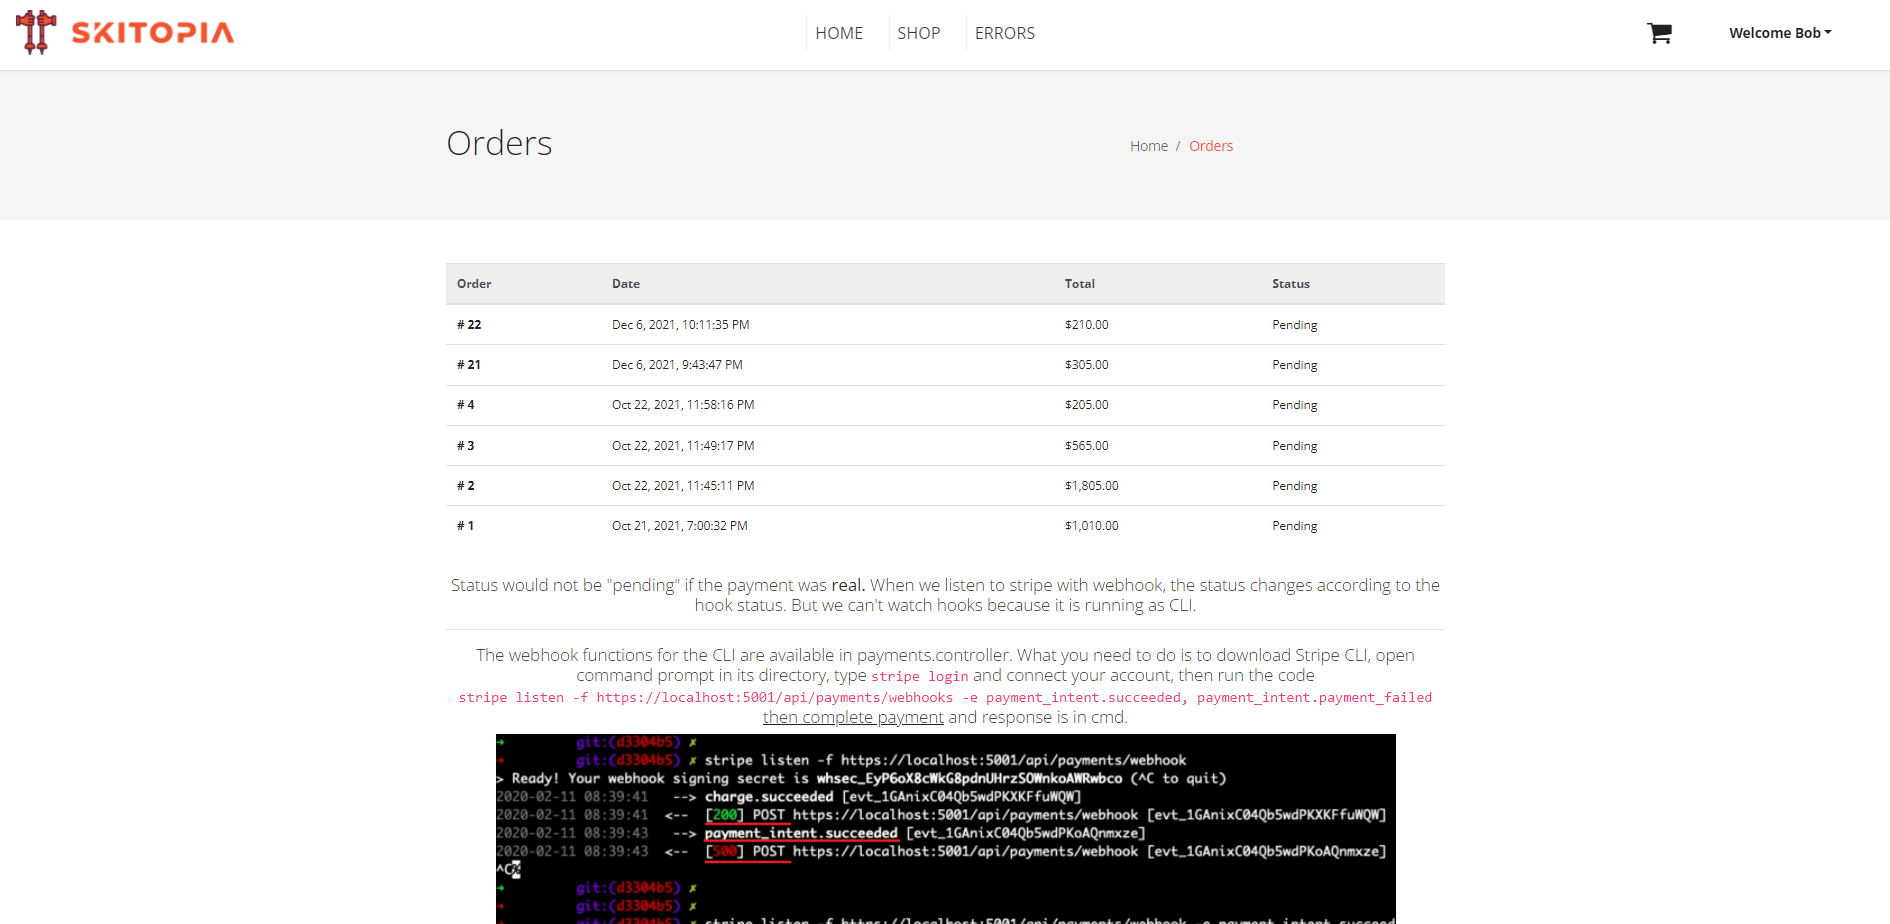 SKITOPIA
HOME SHOP ERRORS
Welcome Bob
Orders
Home / Orders
Order Date Total Status
# 22 Dec 6, 2021, 10:11:35 PM $210.00 Pending
# 21 Dec 6, 2021, 9:43:47 PM $305.00 Pending
# 4 Oct 22, 2021, 11:58:16 PM $205.00 Pending
# 3 Oct 22, 2021, 11:49:17 PM $565.00 Pending
# 2 Oct 22, 2021, 11:45:11 PM $1,805.00 Pending
# 1 Oct 21, 2021, 7:00:32 PM $1,010.00 Pending
Status would not be "pending" if the payment was real. When we listen to stripe with webhook, the status changes according to the
hook status. But we can't watch hooks because it is running as CLI.
The webhook functions for the CLI are available in payments.controller. What you need to do is to download Stripe CLI, open
command prompt in its directory, type stripe login and connect your account, then run the code
stripe listen -f https://localhost:5001/api/payments/webhooks -e payment_intent.succeeded, payment_intent.payment_failed
then complete payment and response is in cmd.
→ git:(d3304b5) ✗
→ git:(d3304b5) ✗ stripe listen -f https://localhost:5001/api/payments/webhook
> Ready! Your webhook signing secret is whsec_EyP6oX8cWkG8pdnUHrzSOWnkoAWRwbco (^C to quit)
2020-02-11 08:39:41 --> charge.succeeded [evt_1GAnixC04Qb5wdPKXKFfuWQW]
2020-02-11 08:39:41 <-- [200] POST https://localhost:5001/api/payments/webhook [evt_1GAnixC04Qb5wdPKXKFfuWQW]
2020-02-11 08:39:43 --> payment_intent.succeeded [evt_1GAnixC04Qb5wdPKoAQnmxze]
2020-02-11 08:39:43 <-- [500] POST https://localhost:5001/api/payments/webhook [evt_1GAnixC04Qb5wdPKoAQnmxze]
^C%
→ git:(d3304b5) ✗
→ git:(d3304b5) ✗
→ git:(d3304b5) ✗ stripe listen -f https://localhost:5001/api/payments/webhook -e payment_intent.succeed